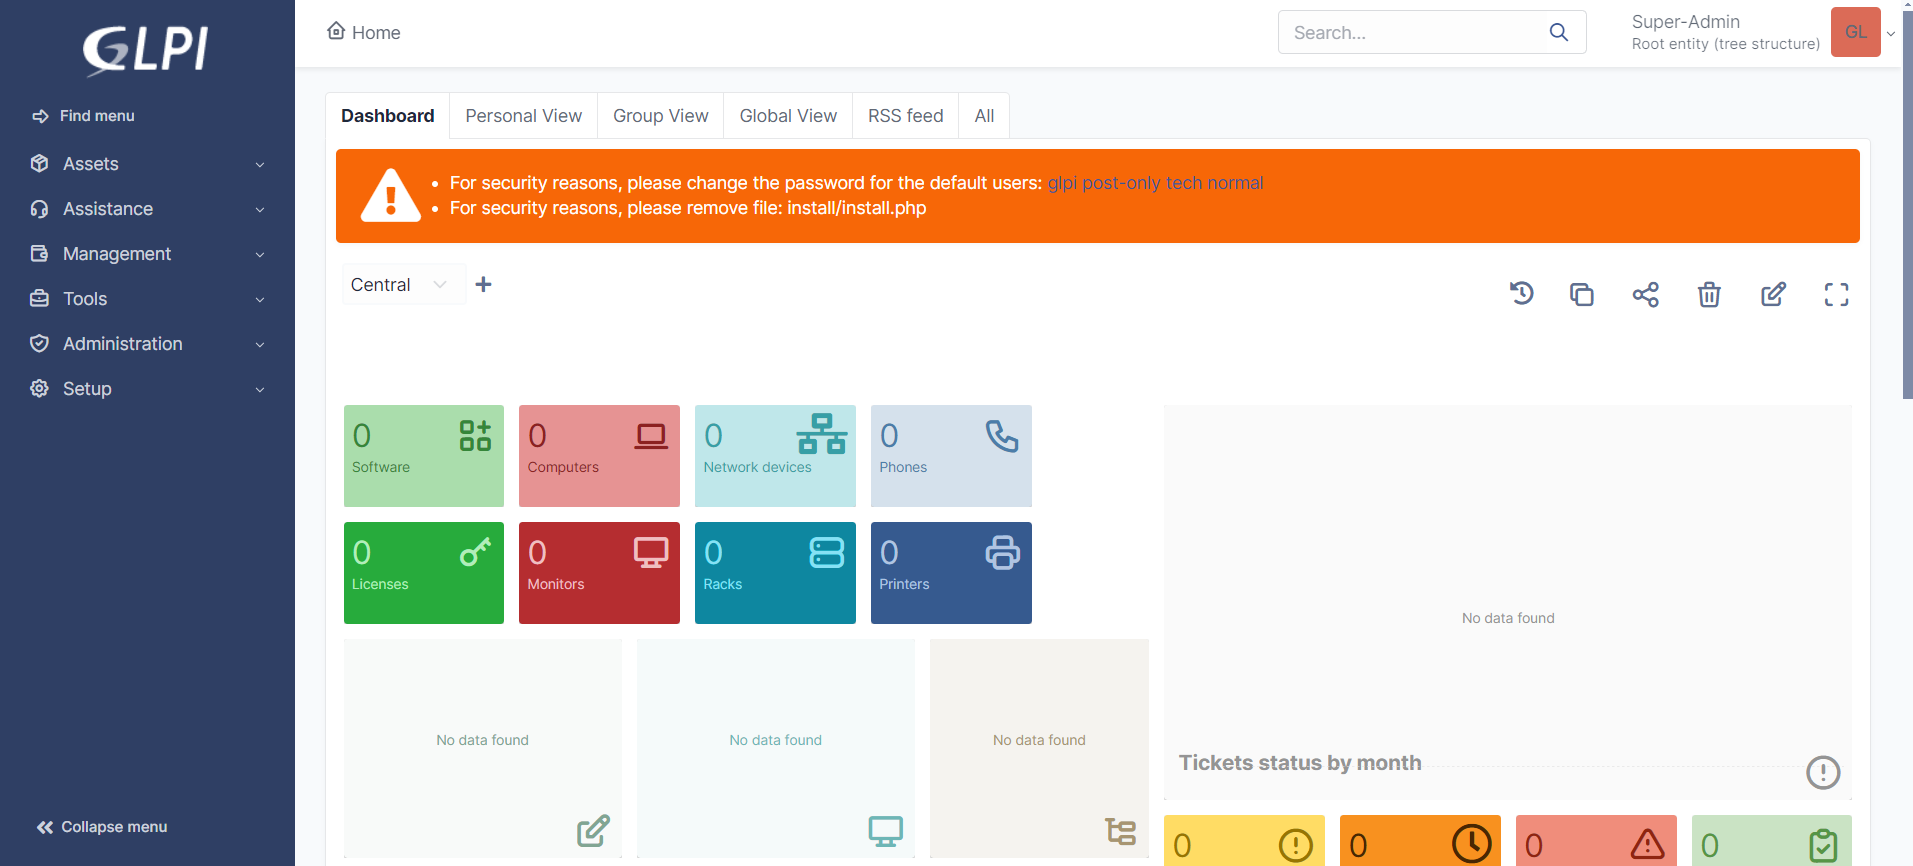 GLPI
Find menu
Assets
Assistance
Management
Tools
Administration
Setup
Collapse menu
Home
Search...
Super-Admin
Root entity (tree structure)
GL
Dashboard
Personal View
Group View
Global View
RSS feed
All
For security reasons, please change the password for the default users: glpi post-only tech normal
For security reasons, please remove file: install/install.php
Central
0
Software
0
Computers
0
Network devices
0
Phones
0
Licenses
0
Monitors
0
Racks
0
Printers
No data found
No data found
No data found
No data found
Tickets status by month
0
0
0
0